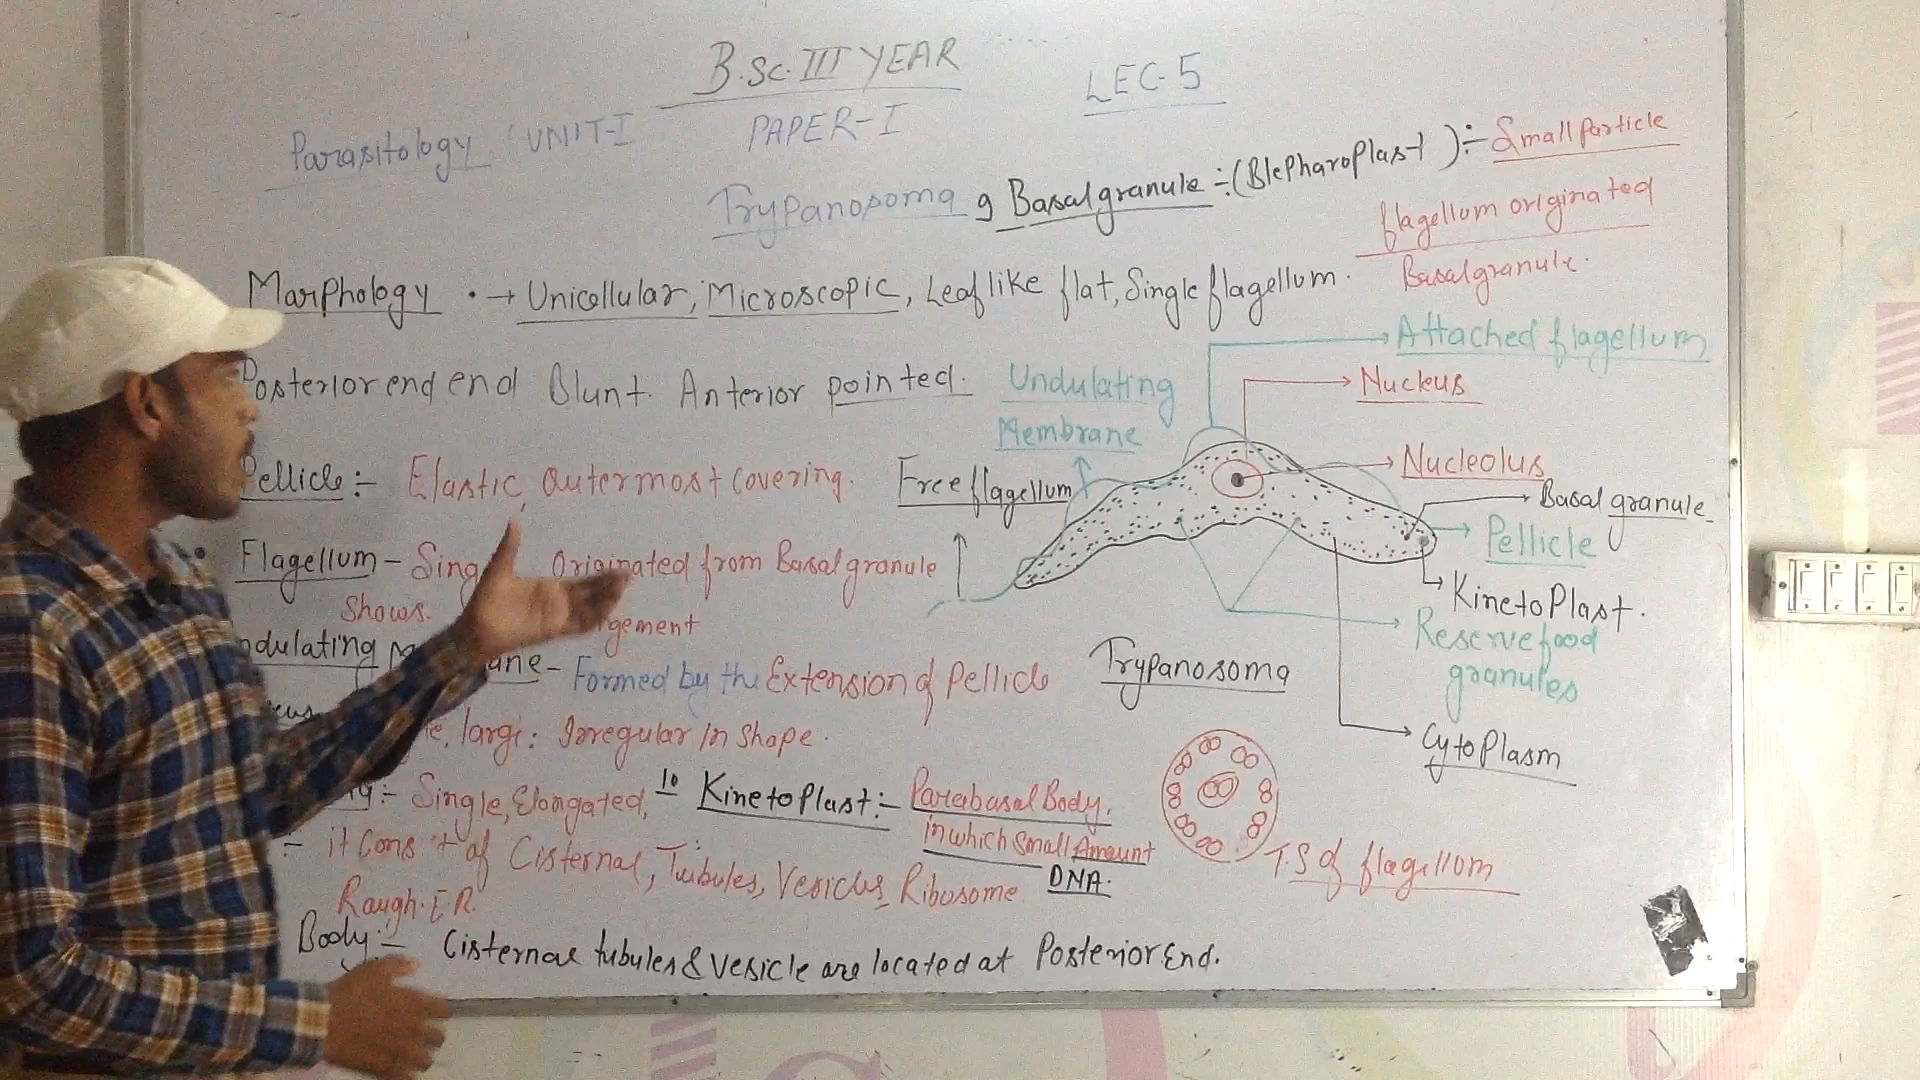 B.Sc. III YEAR
LEC-5
Parasitology UNIT-I PAPER-I
Trypanosoma 9 Basal granule ÷ (Blepharoplast) ÷ Small Particle
flagellum originated
Basal granule.
Marphology • → Unicellular, Microscopic, Leaf like flat, Single flagellum.
Posterior end end Blunt. Anterior pointed.
Pellicle :- Elastic, Outermost covering.
Flagellum - Sing Originated from Basal granule
Shows. gement
ndulating ane - Formed by the Extension of Pellicle
large: Irregular in shape.
Single, Elongated,
10 Kinetoplast :- Parabasal Body,
in which Small Amount
DNA.
:- it Cons t of Cisternal, Tubules, Vesicles, Ribosome
Rough. E R.
Body :- Cisternae tubules & Vesicle are located at Posterior End.
Attached flagellum
Undulating
Membrane
Nucleus
Nucleolus
Free flagellum
Basal granule
Pellicle
KinetoPlast.
Reserve food
granules
Trypanosoma
Cytoplasm
T.S of flagellum